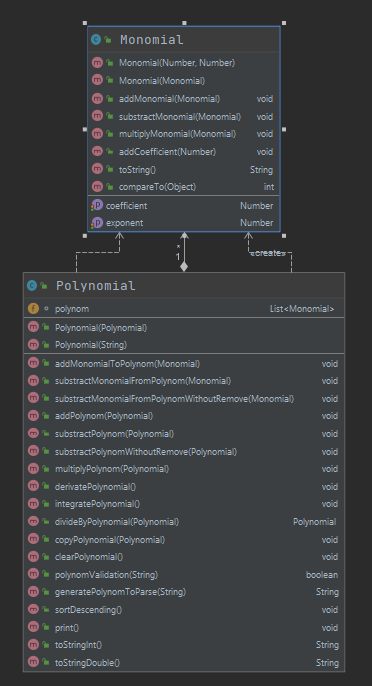 Monomial
Monomial(Number, Number)
Monomial(Monomial)
addMonomial(Monomial) void
substractMonomial(Monomial) void
multiplyMonomial(Monomial) void
addCoefficient(Number) void
toString() String
compareTo(Object) int
coefficient Number
exponent Number
*
1
«create»
Polynomial
polynom List<Monomial>
Polynomial(Polynomial)
Polynomial(String)
addMonomialToPolynom(Monomial) void
substractMonomialFromPolynom(Monomial) void
substractMonomialFromPolynomWithoutRemove(Monomial) void
addPolynom(Polynomial) void
substractPolynom(Polynomial) void
substractPolynomWithoutRemove(Polynomial) void
multiplyPolynom(Polynomial) void
derivatePolynomial() void
integratePolynomial() void
divideByPolynomial(Polynomial) Polynomial
copyPolynomial(Polynomial) void
clearPolynomial() void
polynomValidation(String) boolean
generatePolynomToParse(String) String
sortDescending() void
print() void
toStringInt() String
toStringDouble() String